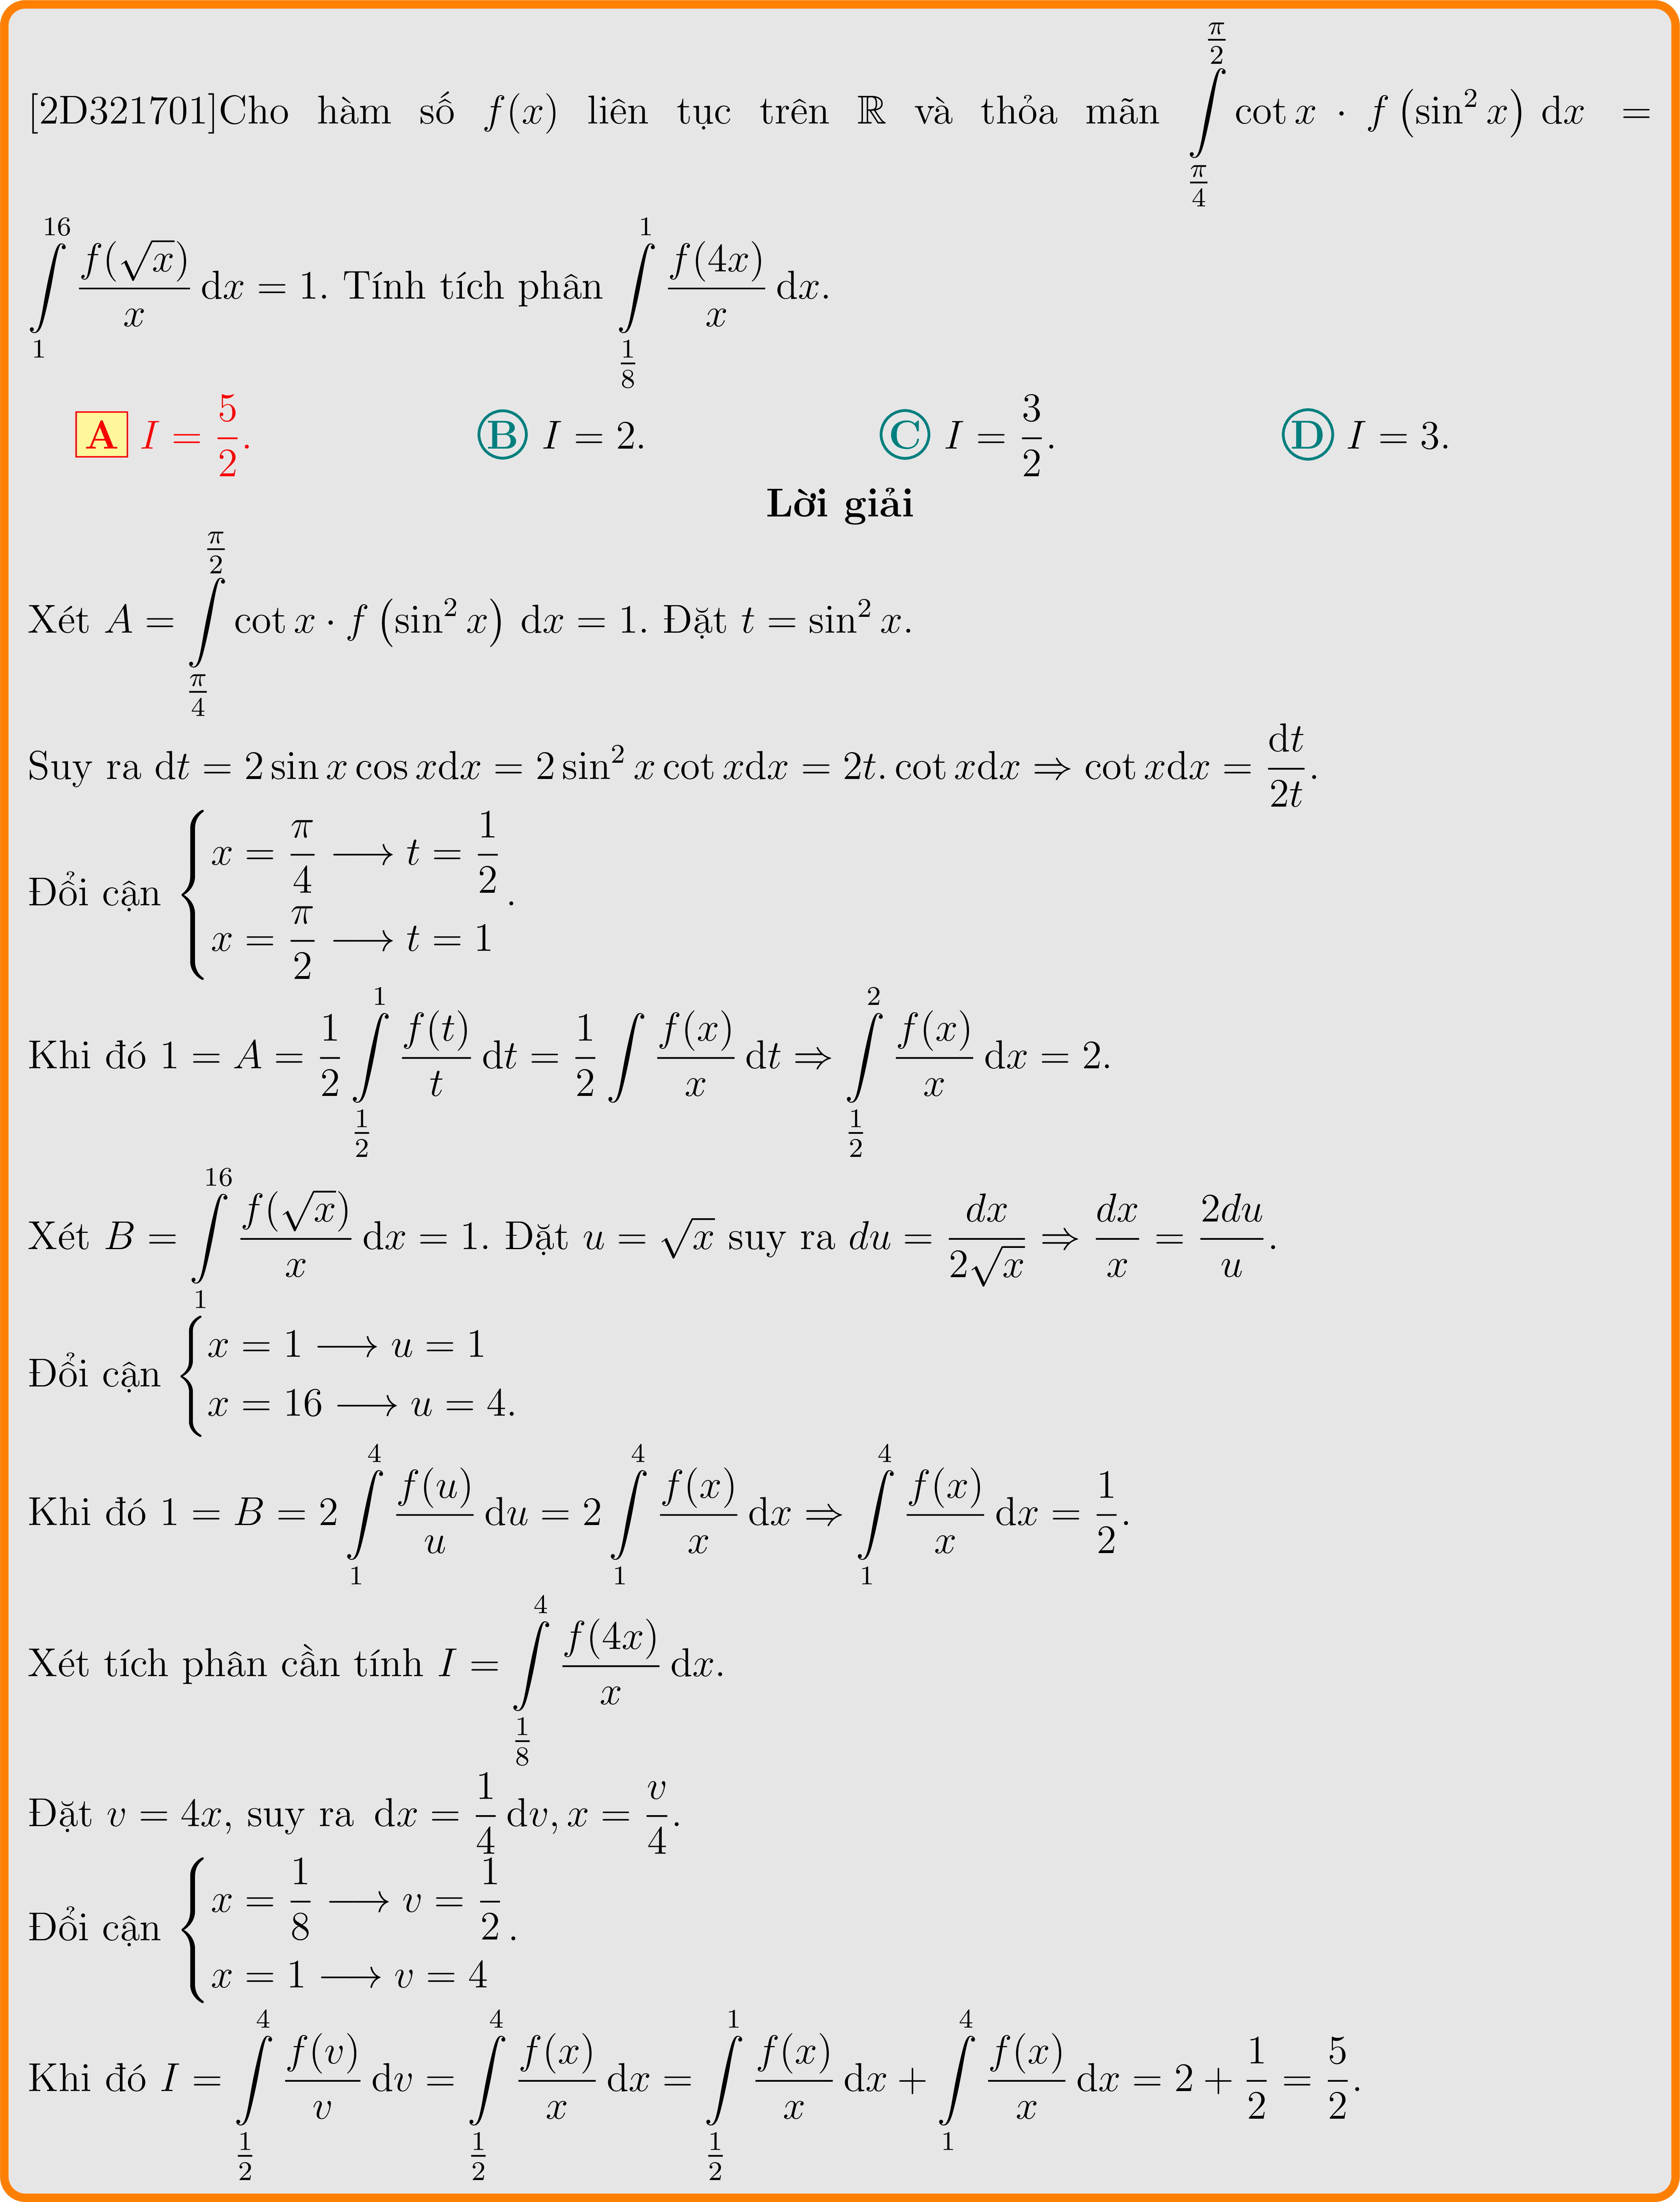 [2D321701]Cho hàm số $f(x)$ liên tục trên $\mathbb{R}$ và thỏa mãn $\int\limits_{\frac{\pi}{4}}^{\frac{\pi}{2}} \cot x \cdot f\left(\sin^2 x\right) \mathrm{d}x =$
$\int\limits_{1}^{16} \frac{f(\sqrt{x})}{x}\,\mathrm{d}x = 1$. Tính tích phân $\int\limits_{\frac{1}{8}}^{1} \frac{f(4x)}{x}\,\mathrm{d}x$.
A $I = \frac{5}{2}$. B $I = 2$. C $I = \frac{3}{2}$. D $I = 3$.
Lời giải
Xét $A = \int\limits_{\frac{\pi}{4}}^{\frac{\pi}{2}} \cot x \cdot f\left(\sin^2 x\right) \mathrm{d}x = 1$. Đặt $t = \sin^2 x$.
Suy ra $\mathrm{d}t = 2\sin x\cos x\mathrm{d}x = 2\sin^2 x\cot x\mathrm{d}x = 2t.\cot x\mathrm{d}x \Rightarrow \cot x\mathrm{d}x = \frac{\mathrm{d}t}{2t}$.
Đổi cận $\begin{cases} x = \frac{\pi}{4} \longrightarrow t = \frac{1}{2} \\ x = \frac{\pi}{2} \longrightarrow t = 1 \end{cases}$.
Khi đó $1 = A = \frac{1}{2}\int\limits_{\frac{1}{2}}^{1} \frac{f(t)}{t}\,\mathrm{d}t = \frac{1}{2}\int \frac{f(x)}{x}\,\mathrm{d}t \Rightarrow \int\limits_{\frac{1}{2}}^{2} \frac{f(x)}{x}\,\mathrm{d}x = 2$.
Xét $B = \int\limits_{1}^{16} \frac{f(\sqrt{x})}{x}\,\mathrm{d}x = 1$. Đặt $u = \sqrt{x}$ suy ra $du = \frac{dx}{2\sqrt{x}} \Rightarrow \frac{dx}{x} = \frac{2du}{u}$.
Đổi cận $\begin{cases} x = 1 \longrightarrow u = 1 \\ x = 16 \longrightarrow u = 4. \end{cases}$
Khi đó $1 = B = 2\int\limits_{1}^{4} \frac{f(u)}{u}\,\mathrm{d}u = 2\int\limits_{1}^{4} \frac{f(x)}{x}\,\mathrm{d}x \Rightarrow \int\limits_{1}^{4} \frac{f(x)}{x}\,\mathrm{d}x = \frac{1}{2}$.
Xét tích phân cần tính $I = \int\limits_{\frac{1}{8}}^{4} \frac{f(4x)}{x}\,\mathrm{d}x$.
Đặt $v = 4x$, suy ra $\mathrm{d}x = \frac{1}{4}\,\mathrm{d}v, x = \frac{v}{4}$.
Đổi cận $\begin{cases} x = \frac{1}{8} \longrightarrow v = \frac{1}{2} \\ x = 1 \longrightarrow v = 4 \end{cases}$.
Khi đó $I = \int\limits_{\frac{1}{2}}^{4} \frac{f(v)}{v}\,\mathrm{d}v = \int\limits_{\frac{1}{2}}^{4} \frac{f(x)}{x}\,\mathrm{d}x = \int\limits_{\frac{1}{2}}^{1} \frac{f(x)}{x}\,\mathrm{d}x + \int\limits_{1}^{4} \frac{f(x)}{x}\,\mathrm{d}x = 2 + \frac{1}{2} = \frac{5}{2}$.